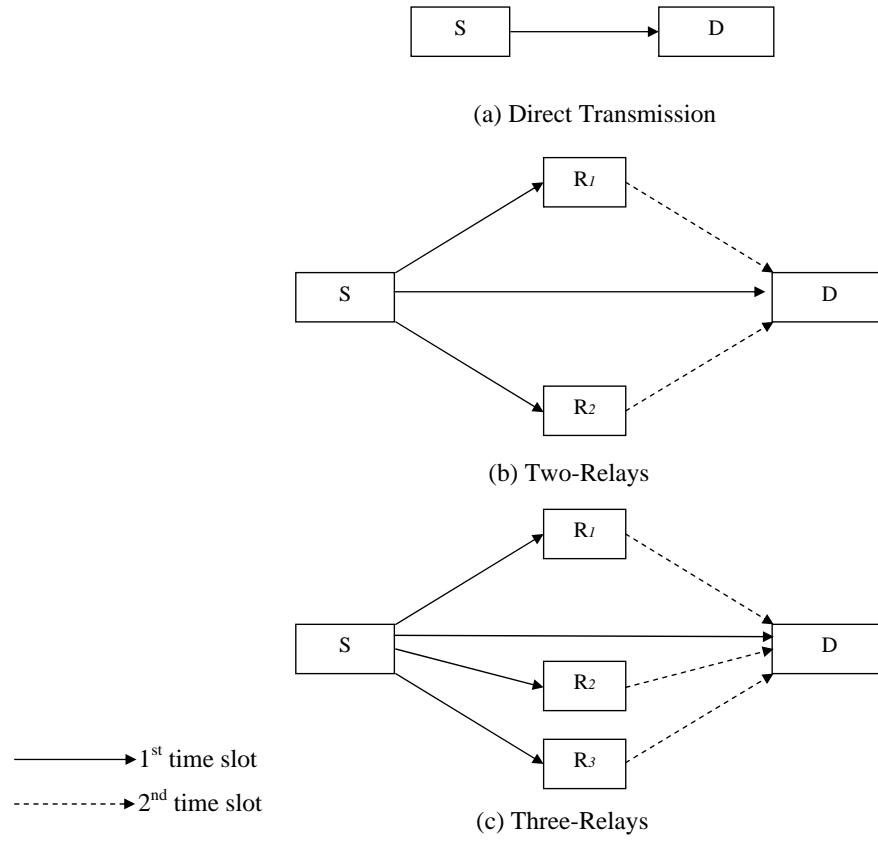 S
D
(a) Direct Transmission
R1
S
D
R2
(b) Two-Relays
R1
S
D
R2
1st time slot
R3
2nd time slot
(c) Three-Relays